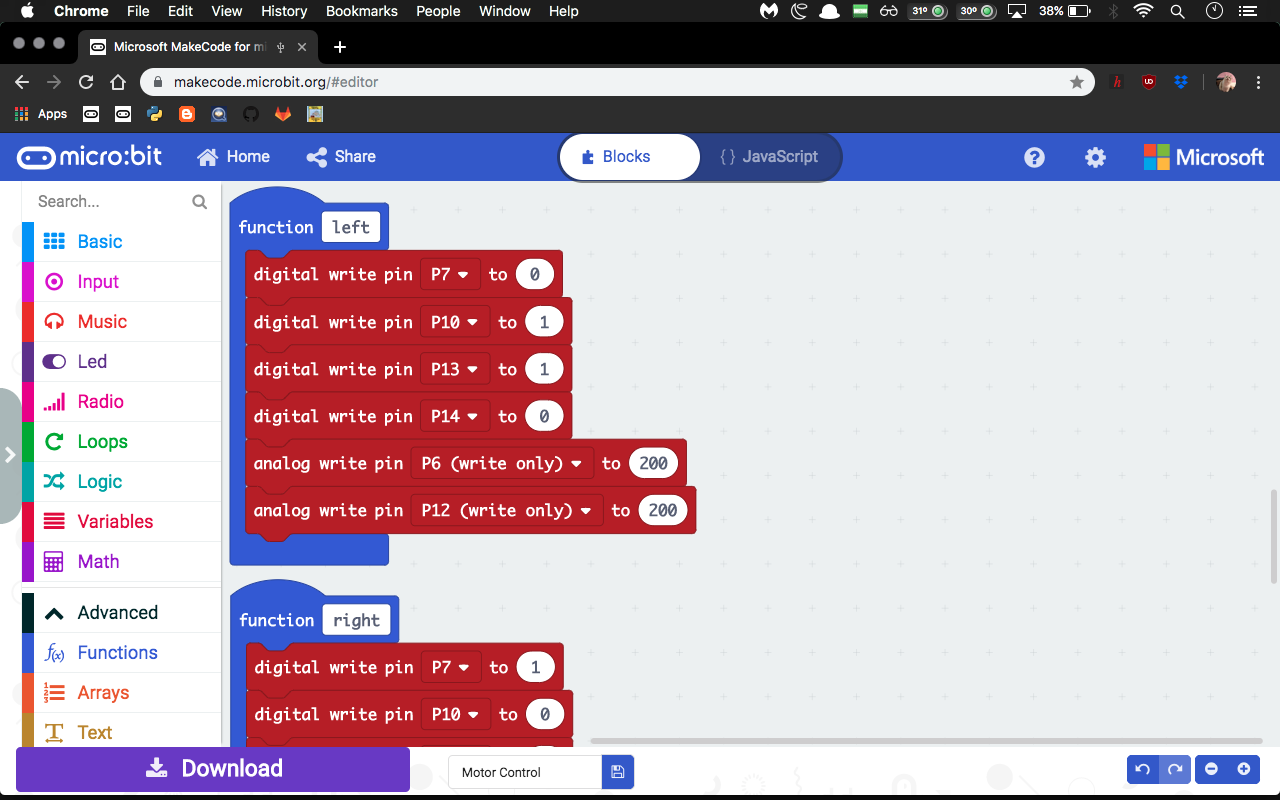 Chrome File Edit View History Bookmarks People Window Help 31° 30° 38%
Microsoft MakeCode for mi
makecode.microbit.org/#editor
Apps
micro:bit Home Share Blocks {} JavaScript Microsoft
Search...
Basic
Input
Music
Led
Radio
Loops
Logic
Variables
Math
Advanced
Functions
Arrays
Text
function left
digital write pin P7 to 0
digital write pin P10 to 1
digital write pin P13 to 1
digital write pin P14 to 0
analog write pin P6 (write only) to 200
analog write pin P12 (write only) to 200
function right
digital write pin P7 to 1
digital write pin P10 to 0
Download
Motor Control